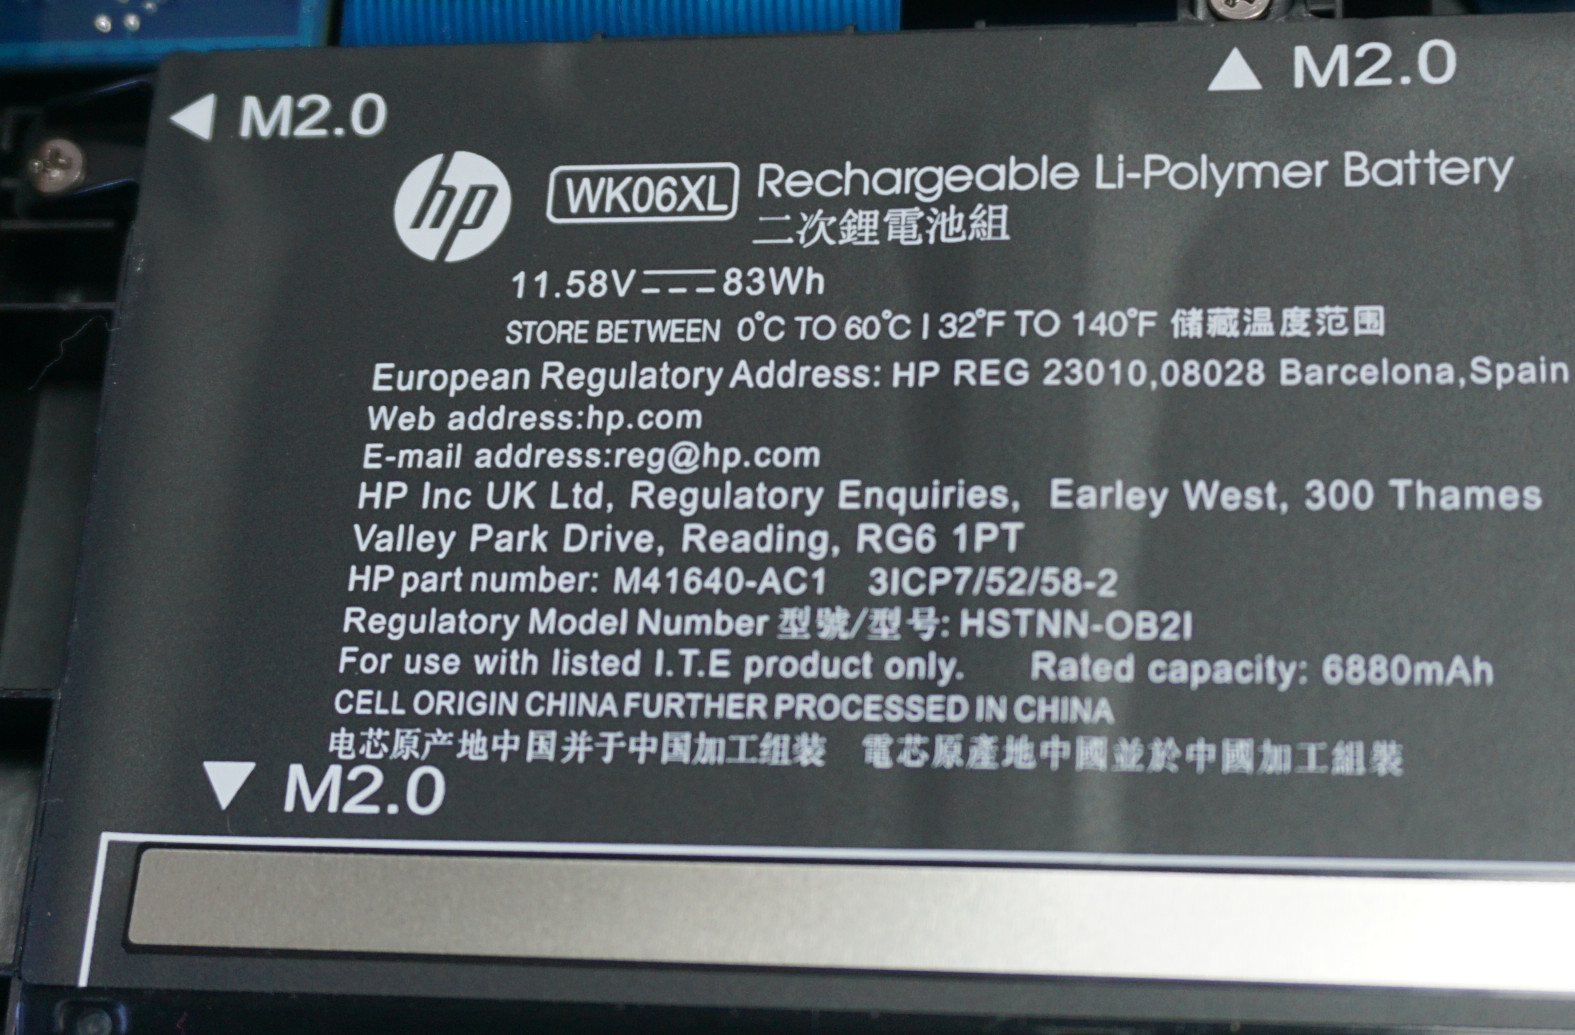 M2.0
M2.0
hp WK06XL Rechargeable Li-Polymer Battery
二次鋰電池組
11.58V 83Wh
STORE BETWEEN 0°C TO 60°C | 32°F TO 140°F 储藏温度范围
European Regulatory Address: HP REG 23010,08028 Barcelona,Spain
Web address:hp.com
E-mail address:reg@hp.com
HP Inc UK Ltd, Regulatory Enquiries, Earley West, 300 Thames
Valley Park Drive, Reading, RG6 1PT
HP part number: M41640-AC1 3ICP7/52/58-2
Regulatory Model Number 型號/型号: HSTNN-OB2I
For use with listed I.T.E product only. Rated capacity: 6880mAh
CELL ORIGIN CHINA FURTHER PROCESSED IN CHINA
电芯原产地中国并于中国加工组装 電芯原產地中國並於中國加工組裝
M2.0